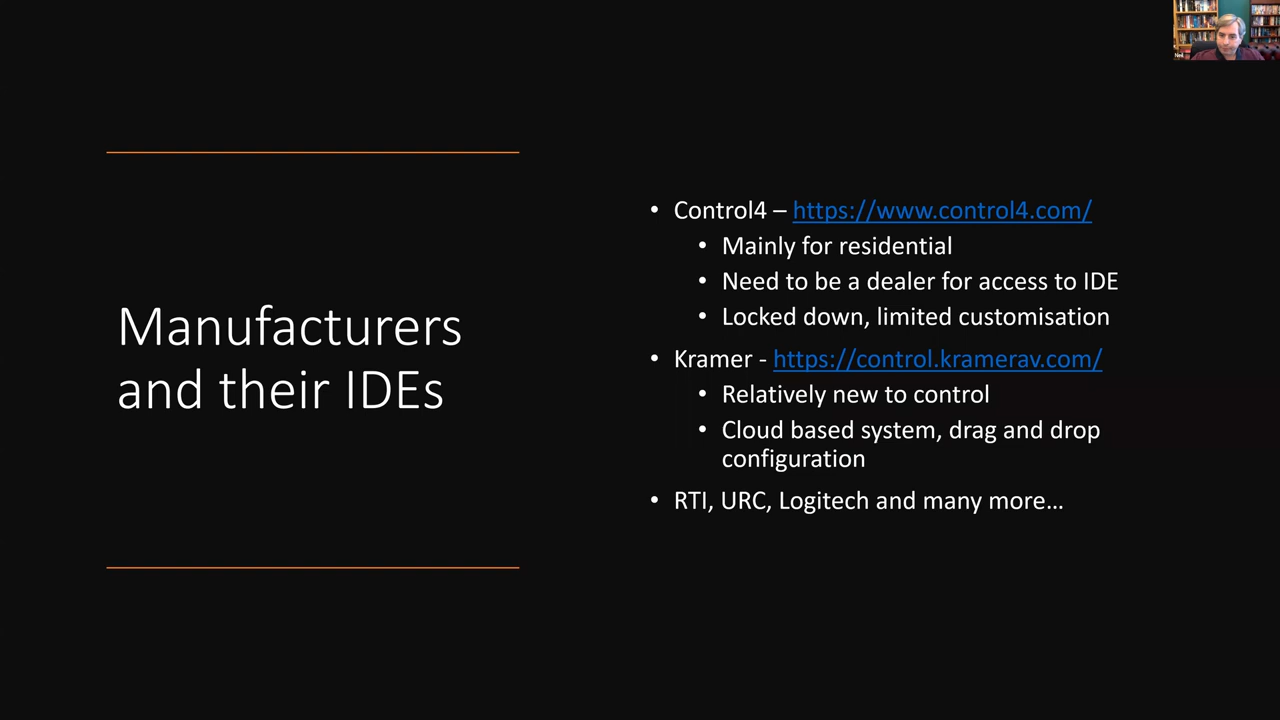 Manufacturers
and their IDEs
• Control4 – https://www.control4.com/
• Mainly for residential
• Need to be a dealer for access to IDE
• Locked down, limited customisation
• Kramer - https://control.kramerav.com/
• Relatively new to control
• Cloud based system, drag and drop
configuration
• RTI, URC, Logitech and many more…
Neil